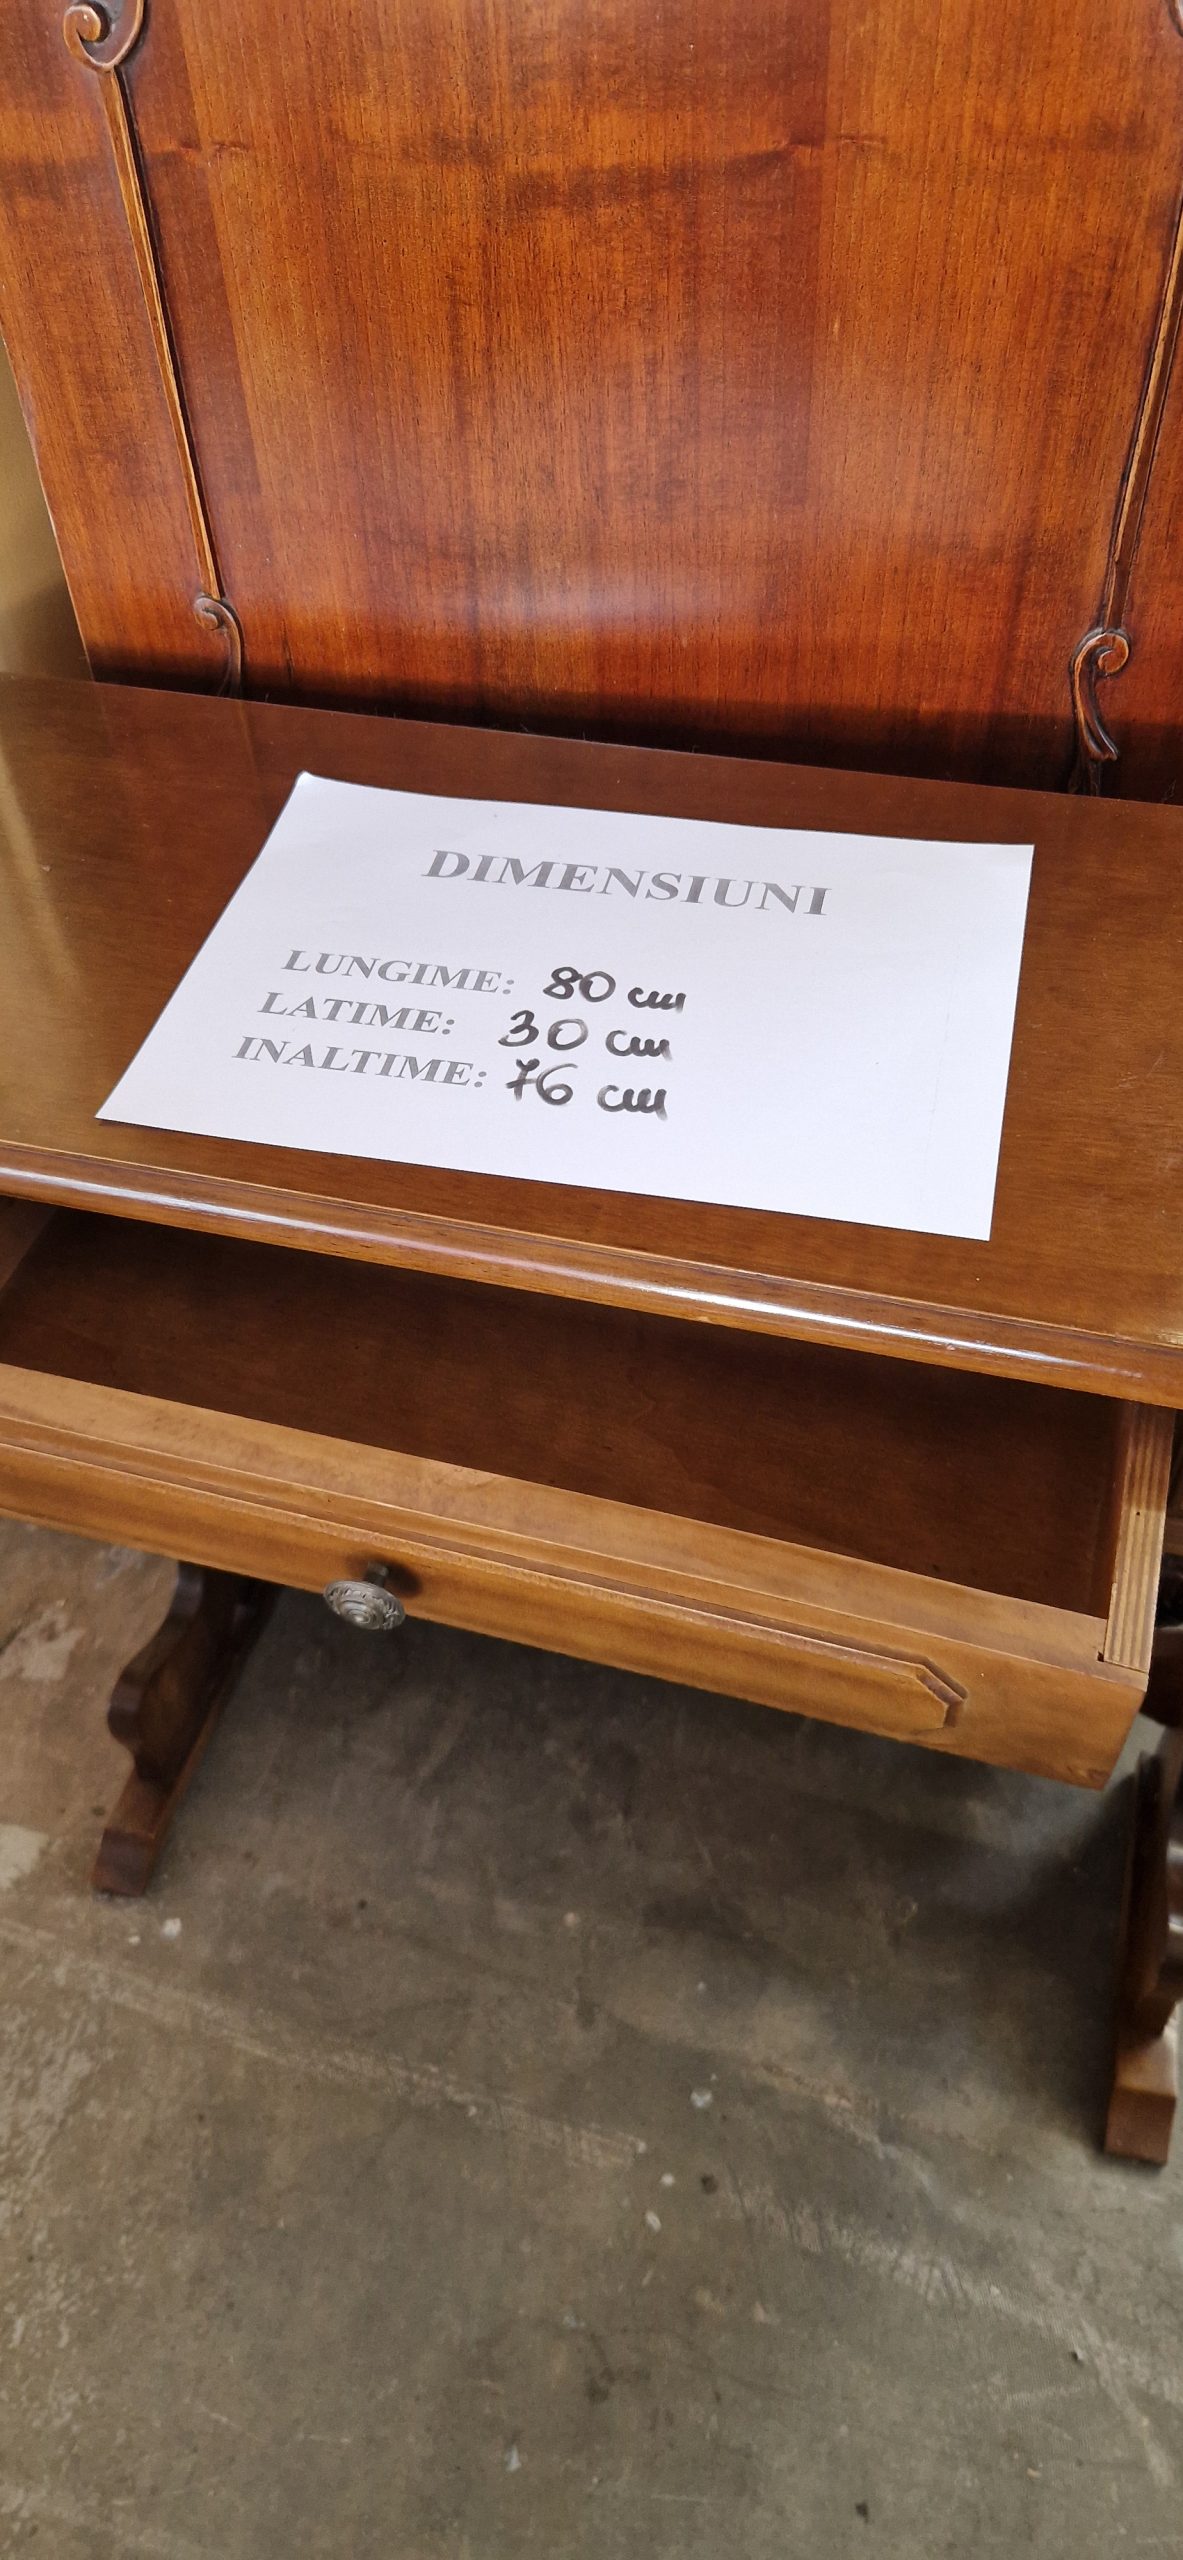 DIMENSIUNI
LUNGIME: 80 cm
LATIME: 30 cm
INALTIME: 76 cm